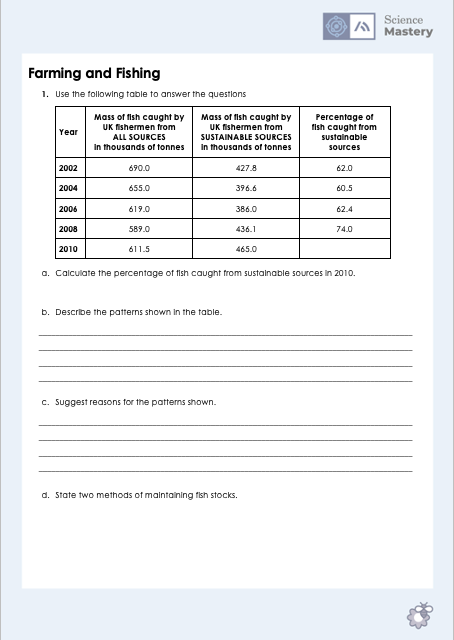 Science
Mastery
Farming and Fishing
1. Use the following table to answer the questions
Year
Mass of fish caught by
UK fishermen from
ALL SOURCES
in thousands of tonnes
Mass of fish caught by
UK fishermen from
SUSTAINABLE SOURCES
in thousands of tonnes
Percentage of
fish caught from
sustainable
sources
2002 690.0 427.8 62.0
2004 655.0 396.6 60.5
2006 619.0 386.0 62.4
2008 589.0 436.1 74.0
2010 611.5 465.0
a. Calculate the percentage of fish caught from sustainable sources in 2010.
b. Describe the patterns shown in the table.
c. Suggest reasons for the patterns shown.
d. State two methods of maintaining fish stocks.